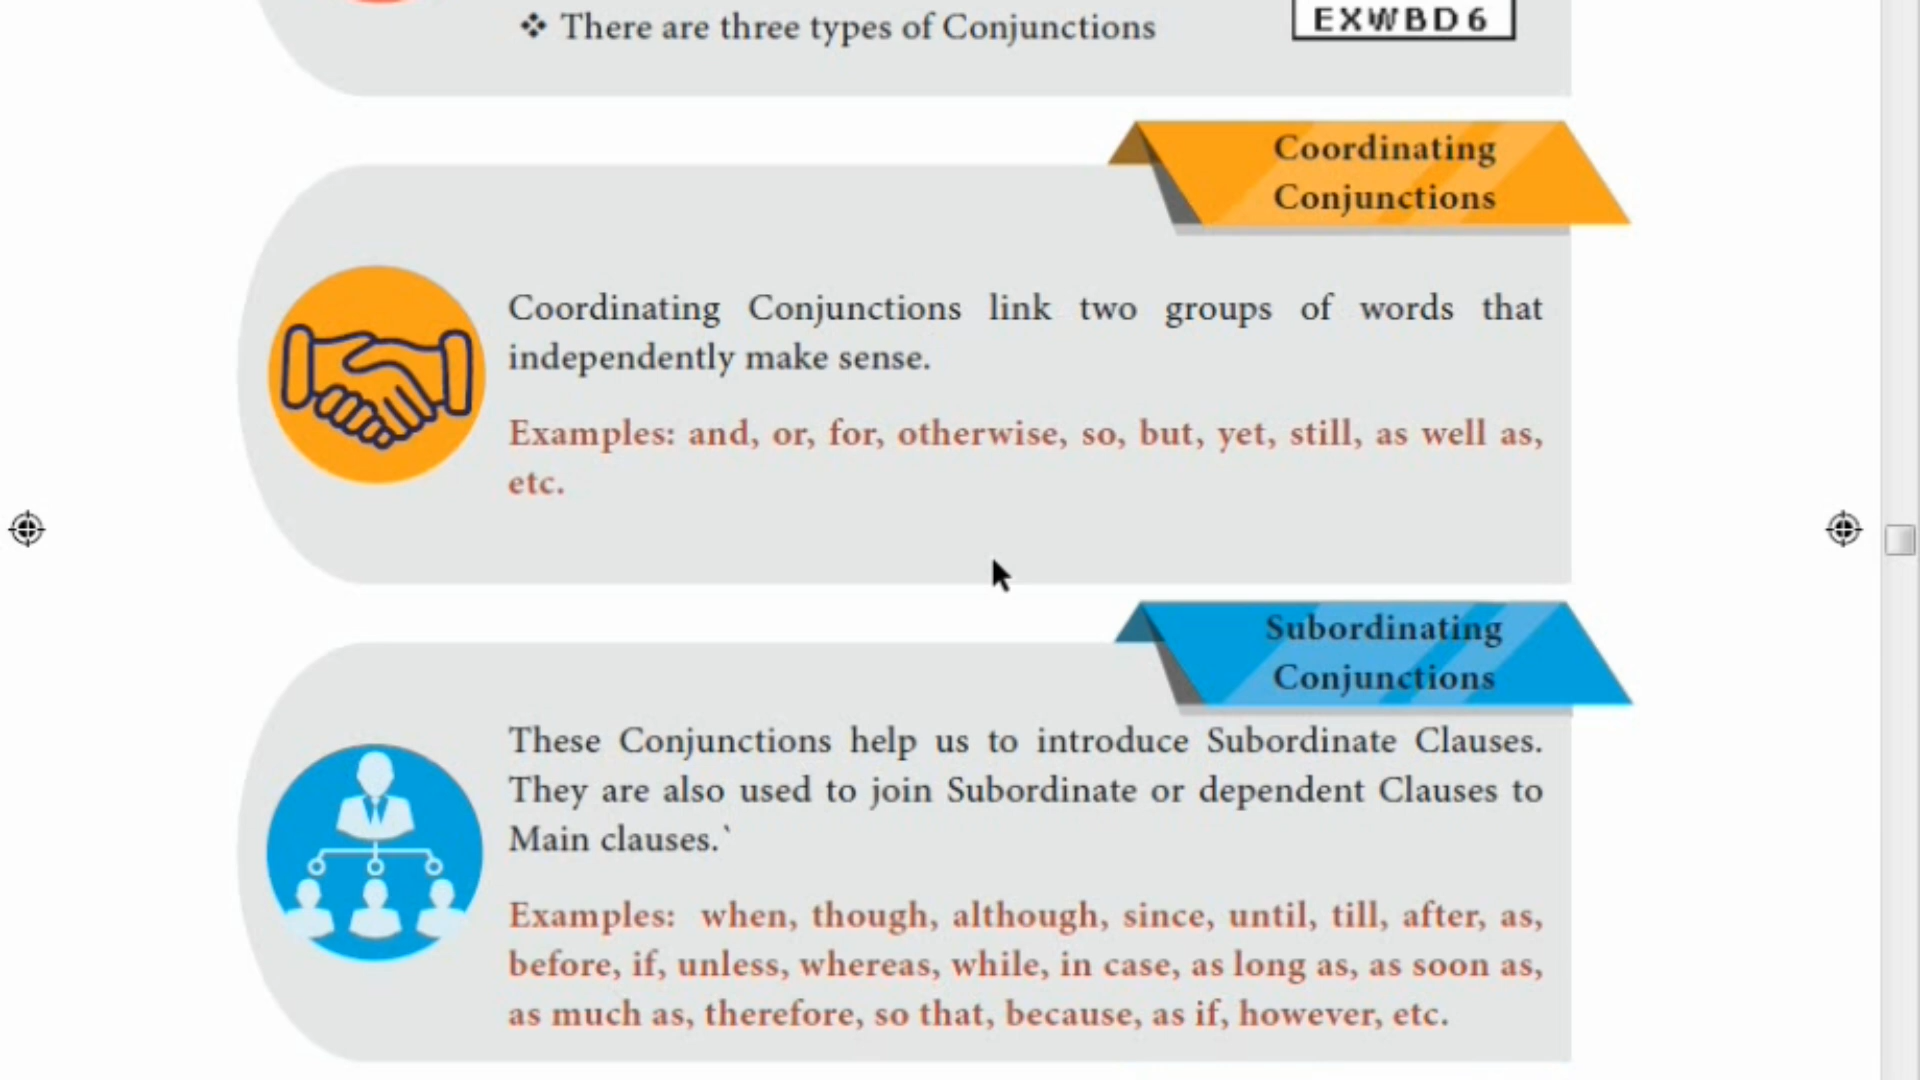 ❖ There are three types of Conjunctions
EXWBD6
Coordinating
Conjunctions
Coordinating Conjunctions link two groups of words that
independently make sense.
Examples: and, or, for, otherwise, so, but, yet, still, as well as,
etc.
Subordinating
Conjunctions
These Conjunctions help us to introduce Subordinate Clauses.
They are also used to join Subordinate or dependent Clauses to
Main clauses.`
Examples: when, though, although, since, until, till, after, as,
before, if, unless, whereas, while, in case, as long as, as soon as,
as much as, therefore, so that, because, as if, however, etc.